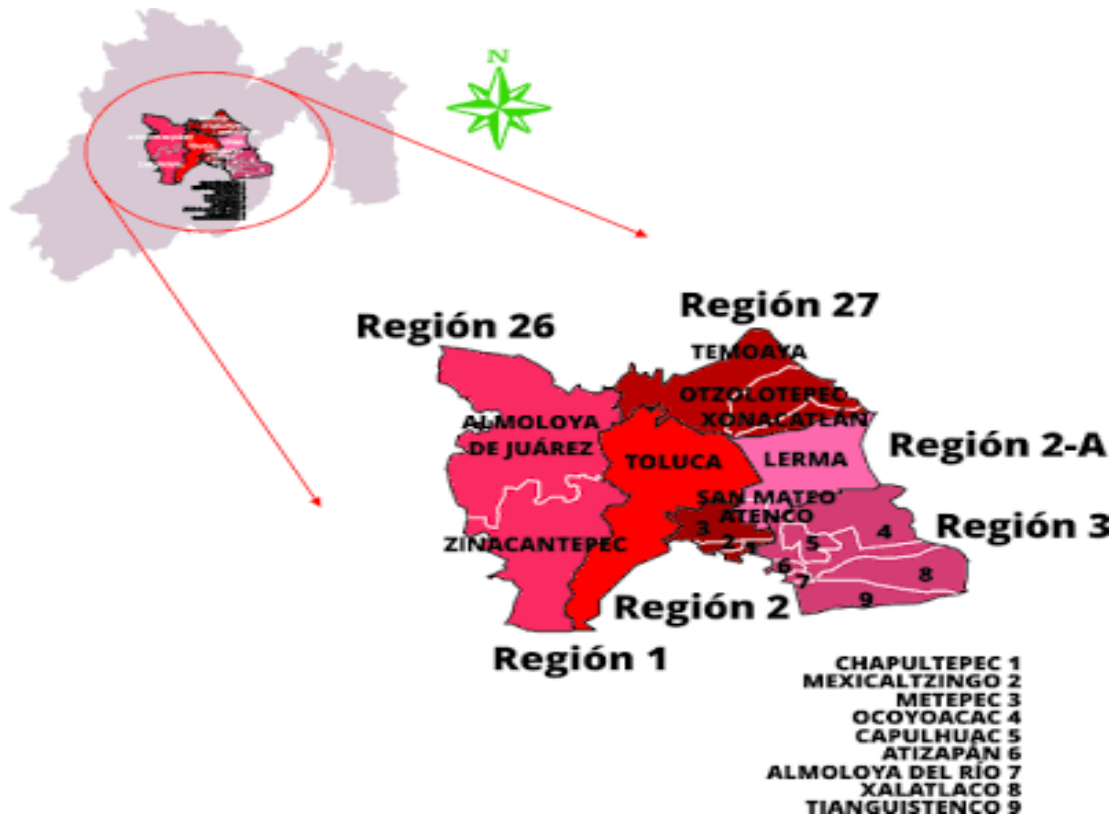 N
Región 27
Región 26
TEMOAYA
OTZOLOTEPEC
XONACATLÁN
ALMOLOYA
DE JUÁREZ
Región 2-A
TOLUCA
LERMA
SAN MATEO
ATENCO
3
2
1
5
4
Región 3
ZINACANTEPEC
6
7
8
9
Región 2
Región 1
CHAPULTEPEC 1
MEXICALTZINGO 2
METEPEC 3
OCOYOACAC 4
CAPULHUAC 5
ATIZAPÁN 6
ALMOLOYA DEL RÍO 7
XALATLACO 8
TIANGUISTENCO 9